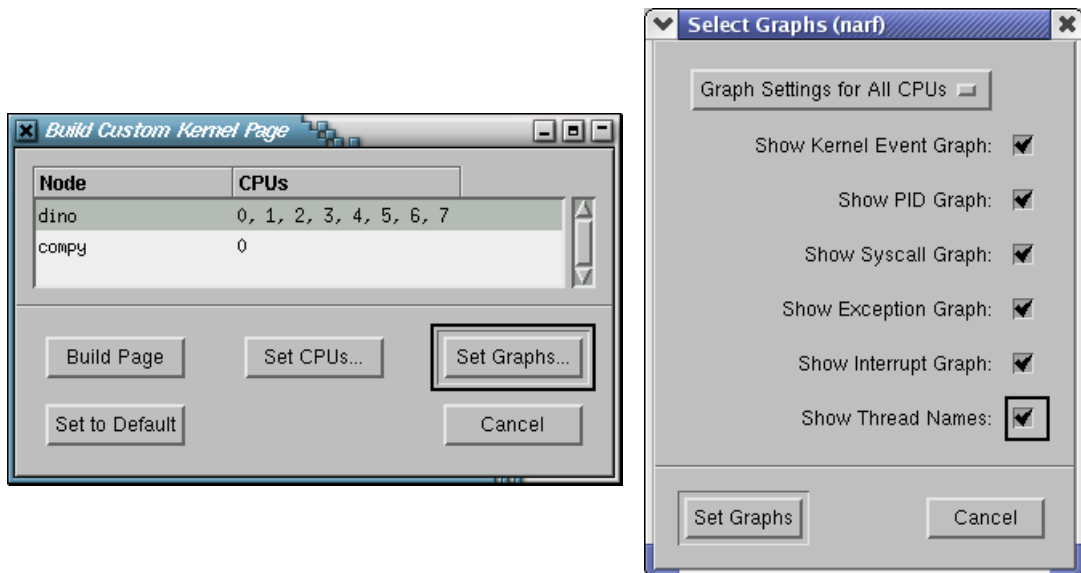 Build Custom Kernel Page
Node CPUs
dino 0, 1, 2, 3, 4, 5, 6, 7
compy 0
Build Page Set CPUs... Set Graphs...
Set to Default Cancel
Select Graphs (narf)
Graph Settings for All CPUs
Show Kernel Event Graph:
Show PID Graph:
Show Syscall Graph:
Show Exception Graph:
Show Interrupt Graph:
Show Thread Names:
Set Graphs Cancel